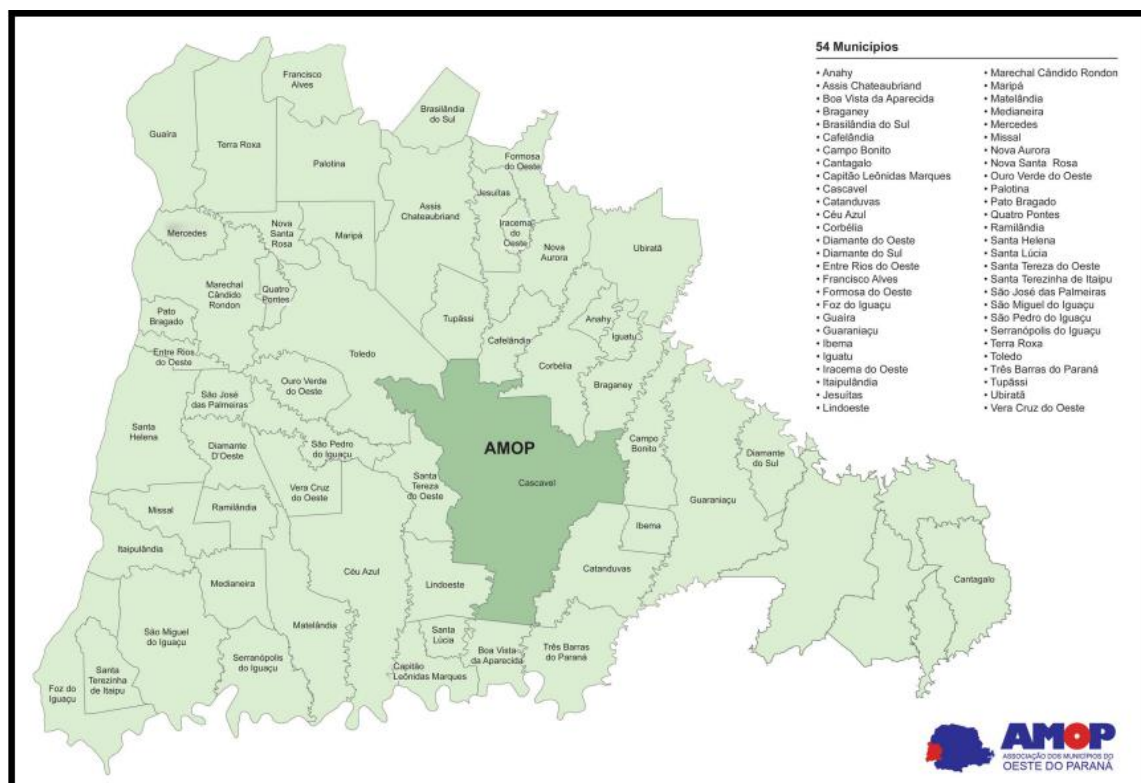 54 Municípios
• Anahy
• Assis Chateaubriand
• Boa Vista da Aparecida
• Braganey
• Brasilândia do Sul
• Cafelândia
• Campo Bonito
• Cantagalo
• Capitão Leônidas Marques
• Cascavel
• Catanduvas
• Céu Azul
• Corbélia
• Diamante do Oeste
• Diamante do Sul
• Entre Rios do Oeste
• Francisco Alves
• Formosa do Oeste
• Foz do Iguaçu
• Guaíra
• Guaraniaçu
• Ibema
• Iguatu
• Iracema do Oeste
• Itaipulândia
• Jesuítas
• Lindoeste
• Marechal Cândido Rondon
• Maripá
• Matelândia
• Medianeira
• Mercedes
• Missal
• Nova Aurora
• Nova Santa Rosa
• Ouro Verde do Oeste
• Palotina
• Pato Bragado
• Quatro Pontes
• Ramilândia
• Santa Helena
• Santa Lúcia
• Santa Tereza do Oeste
• Santa Terezinha de Itaipu
• São José das Palmeiras
• São Miguel do Iguaçu
• São Pedro do Iguaçu
• Serranópolis do Iguaçu
• Terra Roxa
• Toledo
• Três Barras do Paraná
• Tupãssi
• Ubiratã
• Vera Cruz do Oeste
Francisco
Alves
Brasilândia
do Sul
Guaíra
Terra Roxa
Palotina
Formosa
do Oeste
Jesuítas
Assis
Chateaubriand
Iracema
do
Oeste
Mercedes
Nova
Santa
Rosa
Maripá
Nova
Aurora
Ubiratã
Marechal
Cândido
Rondon
Quatro
Pontes
Pato
Bragado
Tupãssi
Anahy
Iguatu
Cafelândia
Entre Rios
do Oeste
Toledo
Corbélia
Braganey
Ouro Verde
do Oeste
São José
das Palmeiras
Santa
Helena
Diamante
D'Oeste
São Pedro
do Iguaçu
AMOP
Cascavel
Campo
Bonito
Diamante
do Sul
Santa
Tereza
do Oeste
Vera Cruz
do Oeste
Guaraniaçu
Missal
Ramilândia
Ibema
Itaipulândia
Céu Azul
Catanduvas
Medianeira
Lindoeste
Cantagalo
Matelândia
São Miguel
do Iguaçu
Santa
Lúcia
Serranópolis
do Iguaçu
Boa Vista
da Aparecida
Três Barras
do Paraná
Capitão
Leônidas Marques
Foz do
Iguaçu
Santa
Terezinha
de Itaipu
AMOP
ASSOCIAÇÃO DOS MUNICÍPIOS DO
OESTE DO PARANÁ